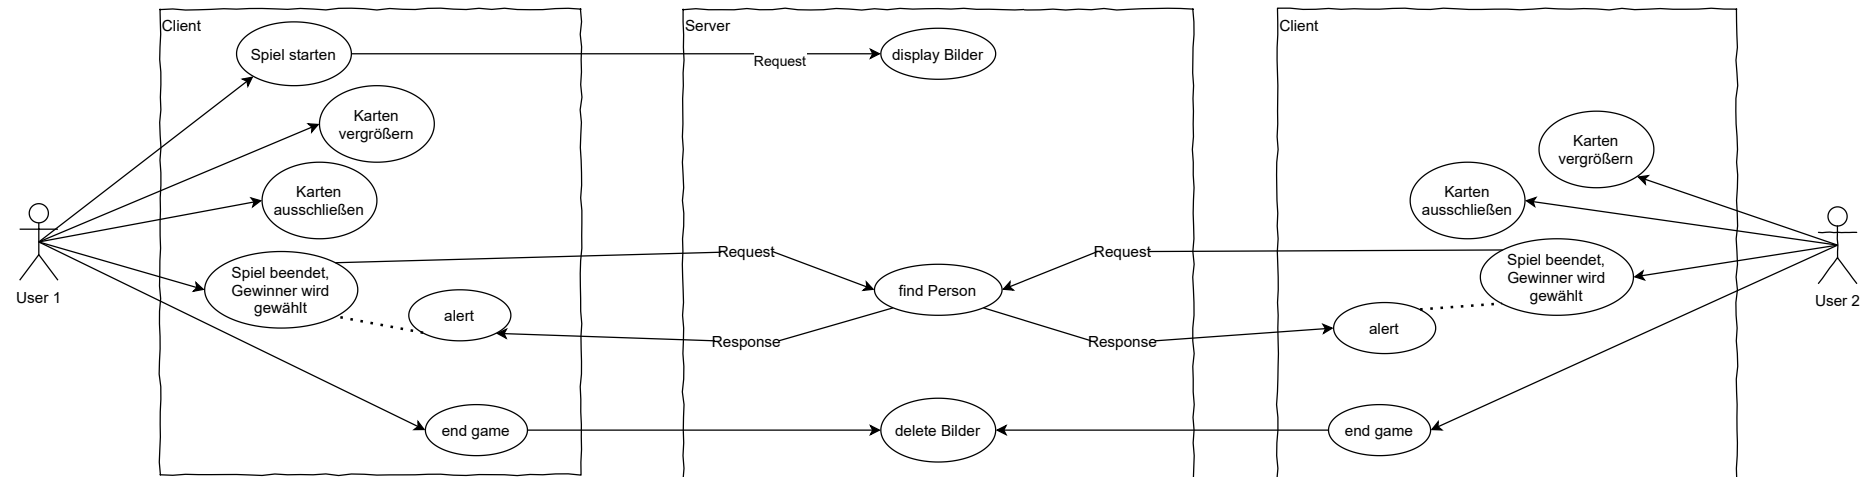 Client
Server
Client
Spiel starten
Request
display Bilder
Karten
vergrößern
Karten
vergrößern
Karten
ausschließen
Karten
ausschließen
User 1
Spiel beendet,
Gewinner wird
gewählt
Request
find Person
Request
Spiel beendet,
Gewinner wird
gewählt
User 2
alert
Response
Response
alert
end game
delete Bilder
end game